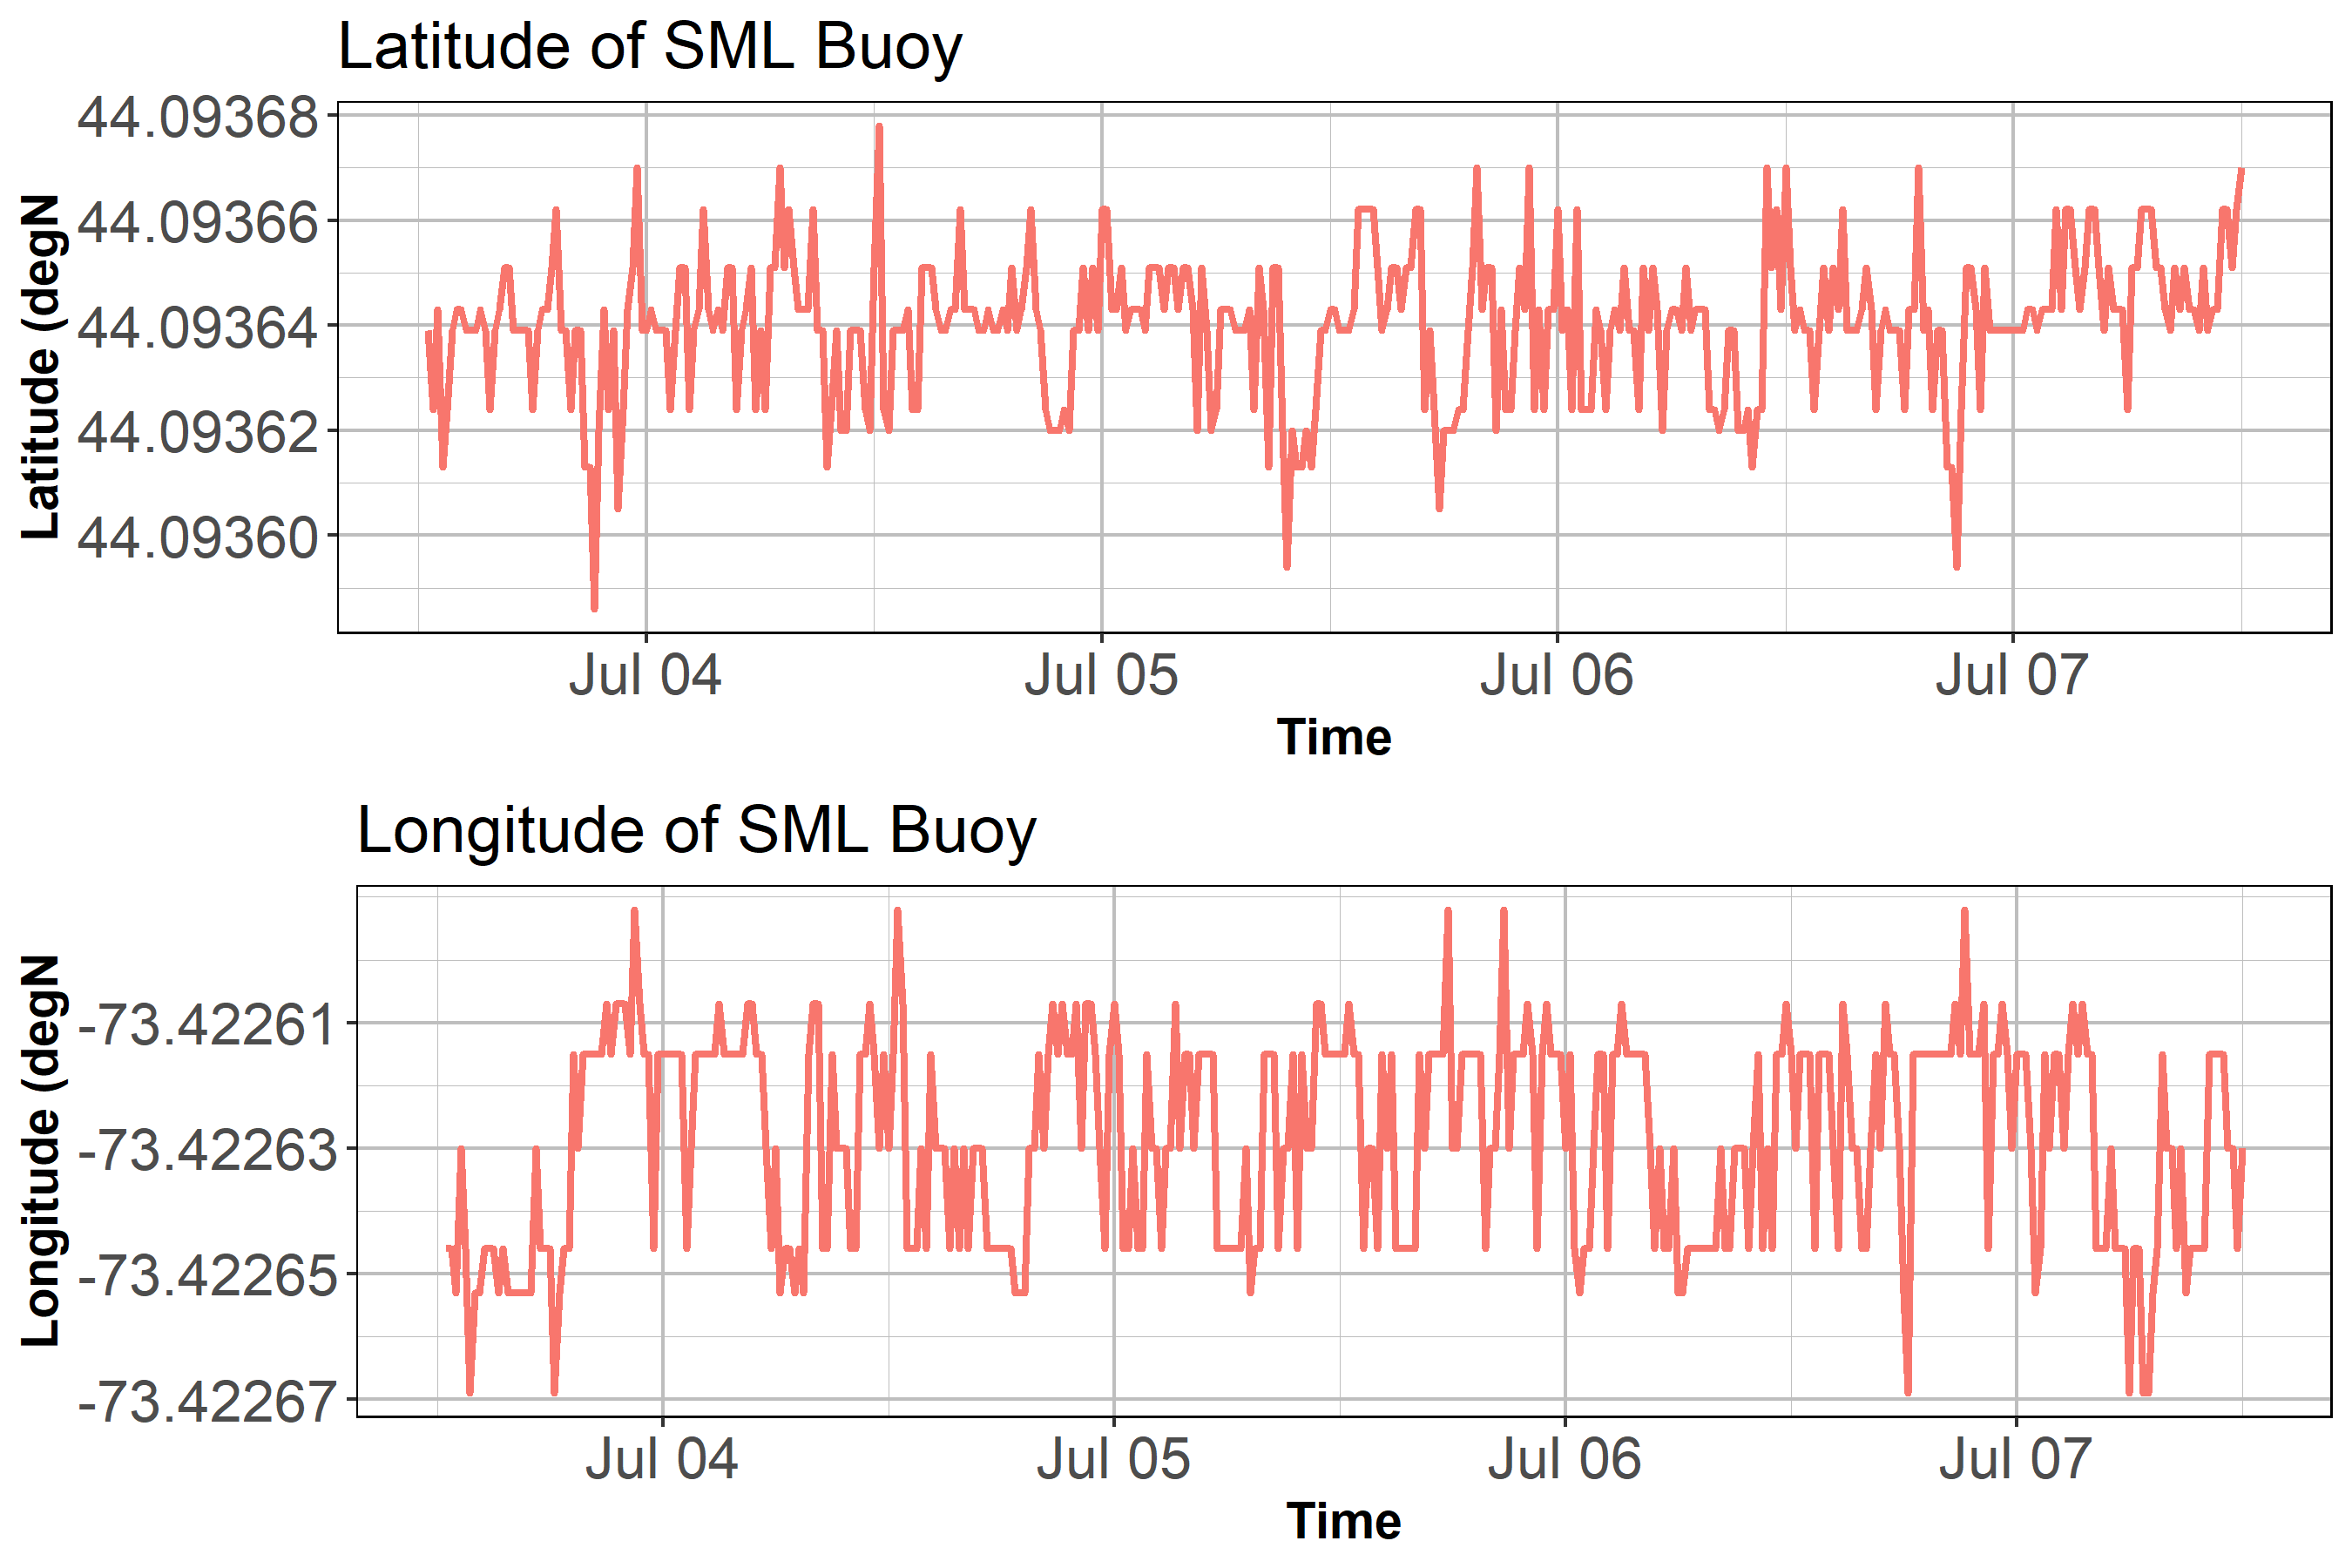 Latitude of SML Buoy
44.09368
44.09366
44.09364
44.09362
44.09360
Latitude (degN
Jul 04 Jul 05 Jul 06 Jul 07
Time
Longitude of SML Buoy
-73.42261
-73.42263
-73.42265
-73.42267
Longitude (degN
Jul 04 Jul 05 Jul 06 Jul 07
Time